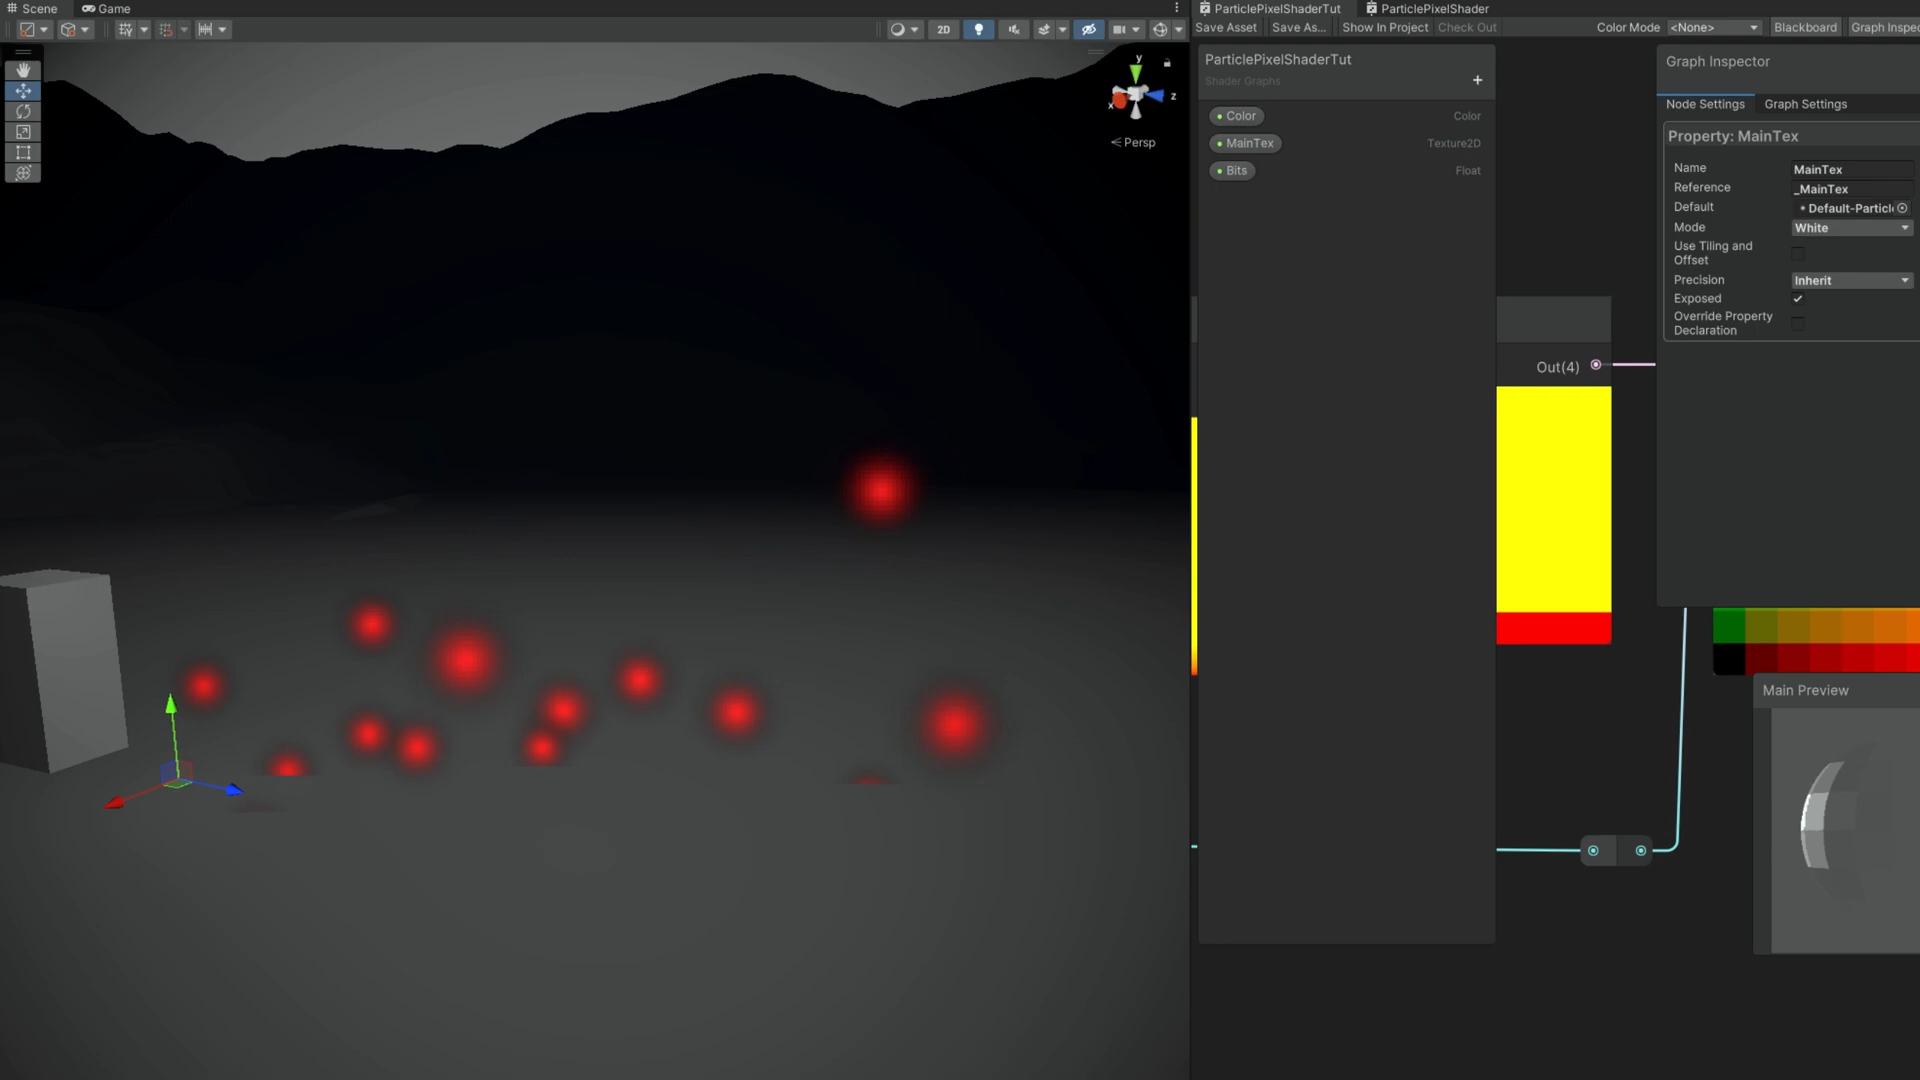 Scene
Game
2D
y
x
z
Persp
ParticlePixelShaderTut
ParticlePixelShader
Save Asset
Save As...
Show In Project
Check Out
Color Mode
<None>
Blackboard
Graph Inspec
ParticlePixelShaderTut
Shader Graphs
+
Color
Color
MainTex
Texture2D
Bits
Float
Out(4)
Graph Inspector
Node Settings
Graph Settings
Property: MainTex
Name
MainTex
Reference
_MainTex
Default
Default-Particl
Mode
White
Use Tiling and
Offset
Precision
Inherit
Exposed
Override Property
Declaration
Main Preview